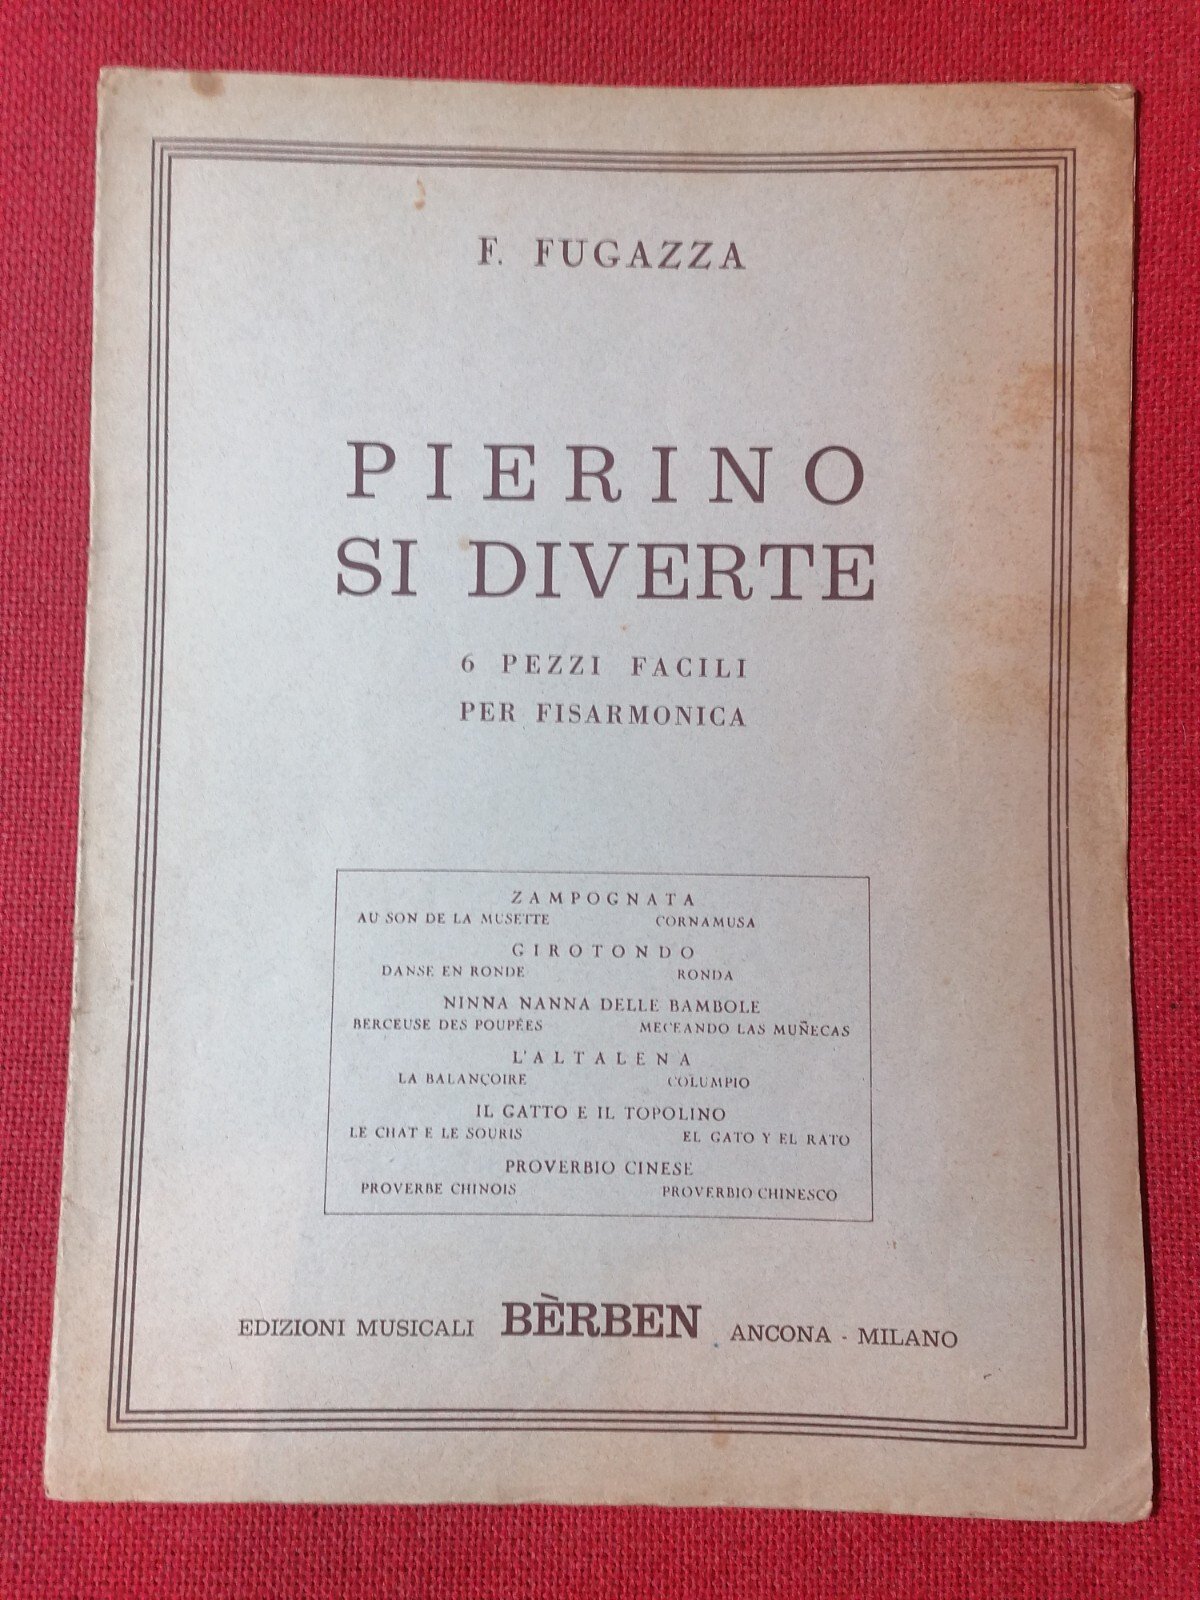 F. FUGAZZA
PIERINO
SI DIVERTE
6 PEZZI FACILI
PER FISARMONICA
ZAMPOGNATA
AU SON DE LA MUSETTE CORNAMUSA
GIROTONDO
DANSE EN RONDE RONDA
NINNA NANNA DELLE BAMBOLE
BERCEUSE DES POUPÉES MECEANDO LAS MUÑECAS
L'ALTALENA
LA BALANÇOIRE COLUMPIO
IL GATTO E IL TOPOLINO
LE CHAT E LE SOURIS EL GATO Y EL RATO
PROVERBIO CINESE
PROVERBE CHINOIS PROVERBIO CHINESCO
EDIZIONI MUSICALI BÈRBEN ANCONA - MILANO